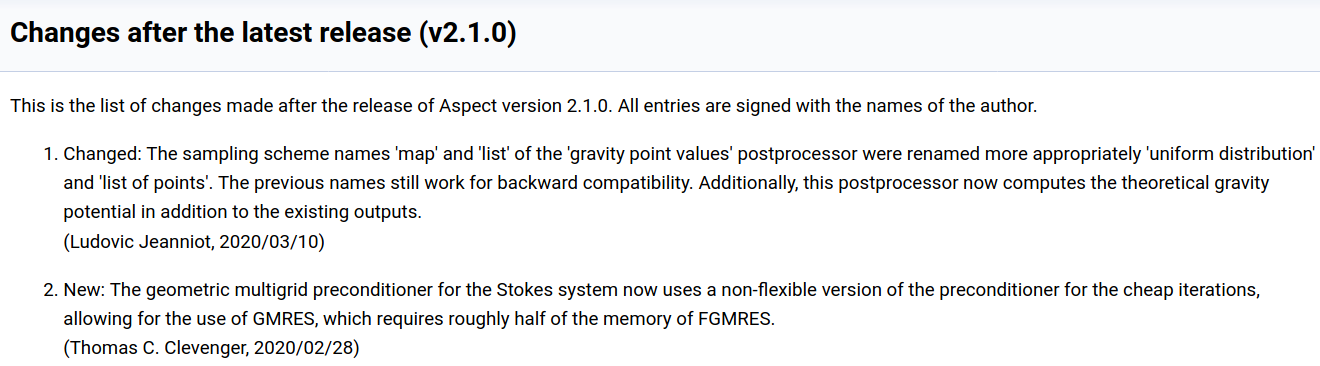 Changes after the latest release (v2.1.0)
This is the list of changes made after the release of Aspect version 2.1.0. All entries are signed with the names of the author.
1. Changed: The sampling scheme names 'map' and 'list' of the 'gravity point values' postprocessor were renamed more appropriately 'uniform distribution'
and 'list of points'. The previous names still work for backward compatibility. Additionally, this postprocessor now computes the theoretical gravity
potential in addition to the existing outputs.
(Ludovic Jeanniot, 2020/03/10)
2. New: The geometric multigrid preconditioner for the Stokes system now uses a non-flexible version of the preconditioner for the cheap iterations,
allowing for the use of GMRES, which requires roughly half of the memory of FGMRES.
(Thomas C. Clevenger, 2020/02/28)